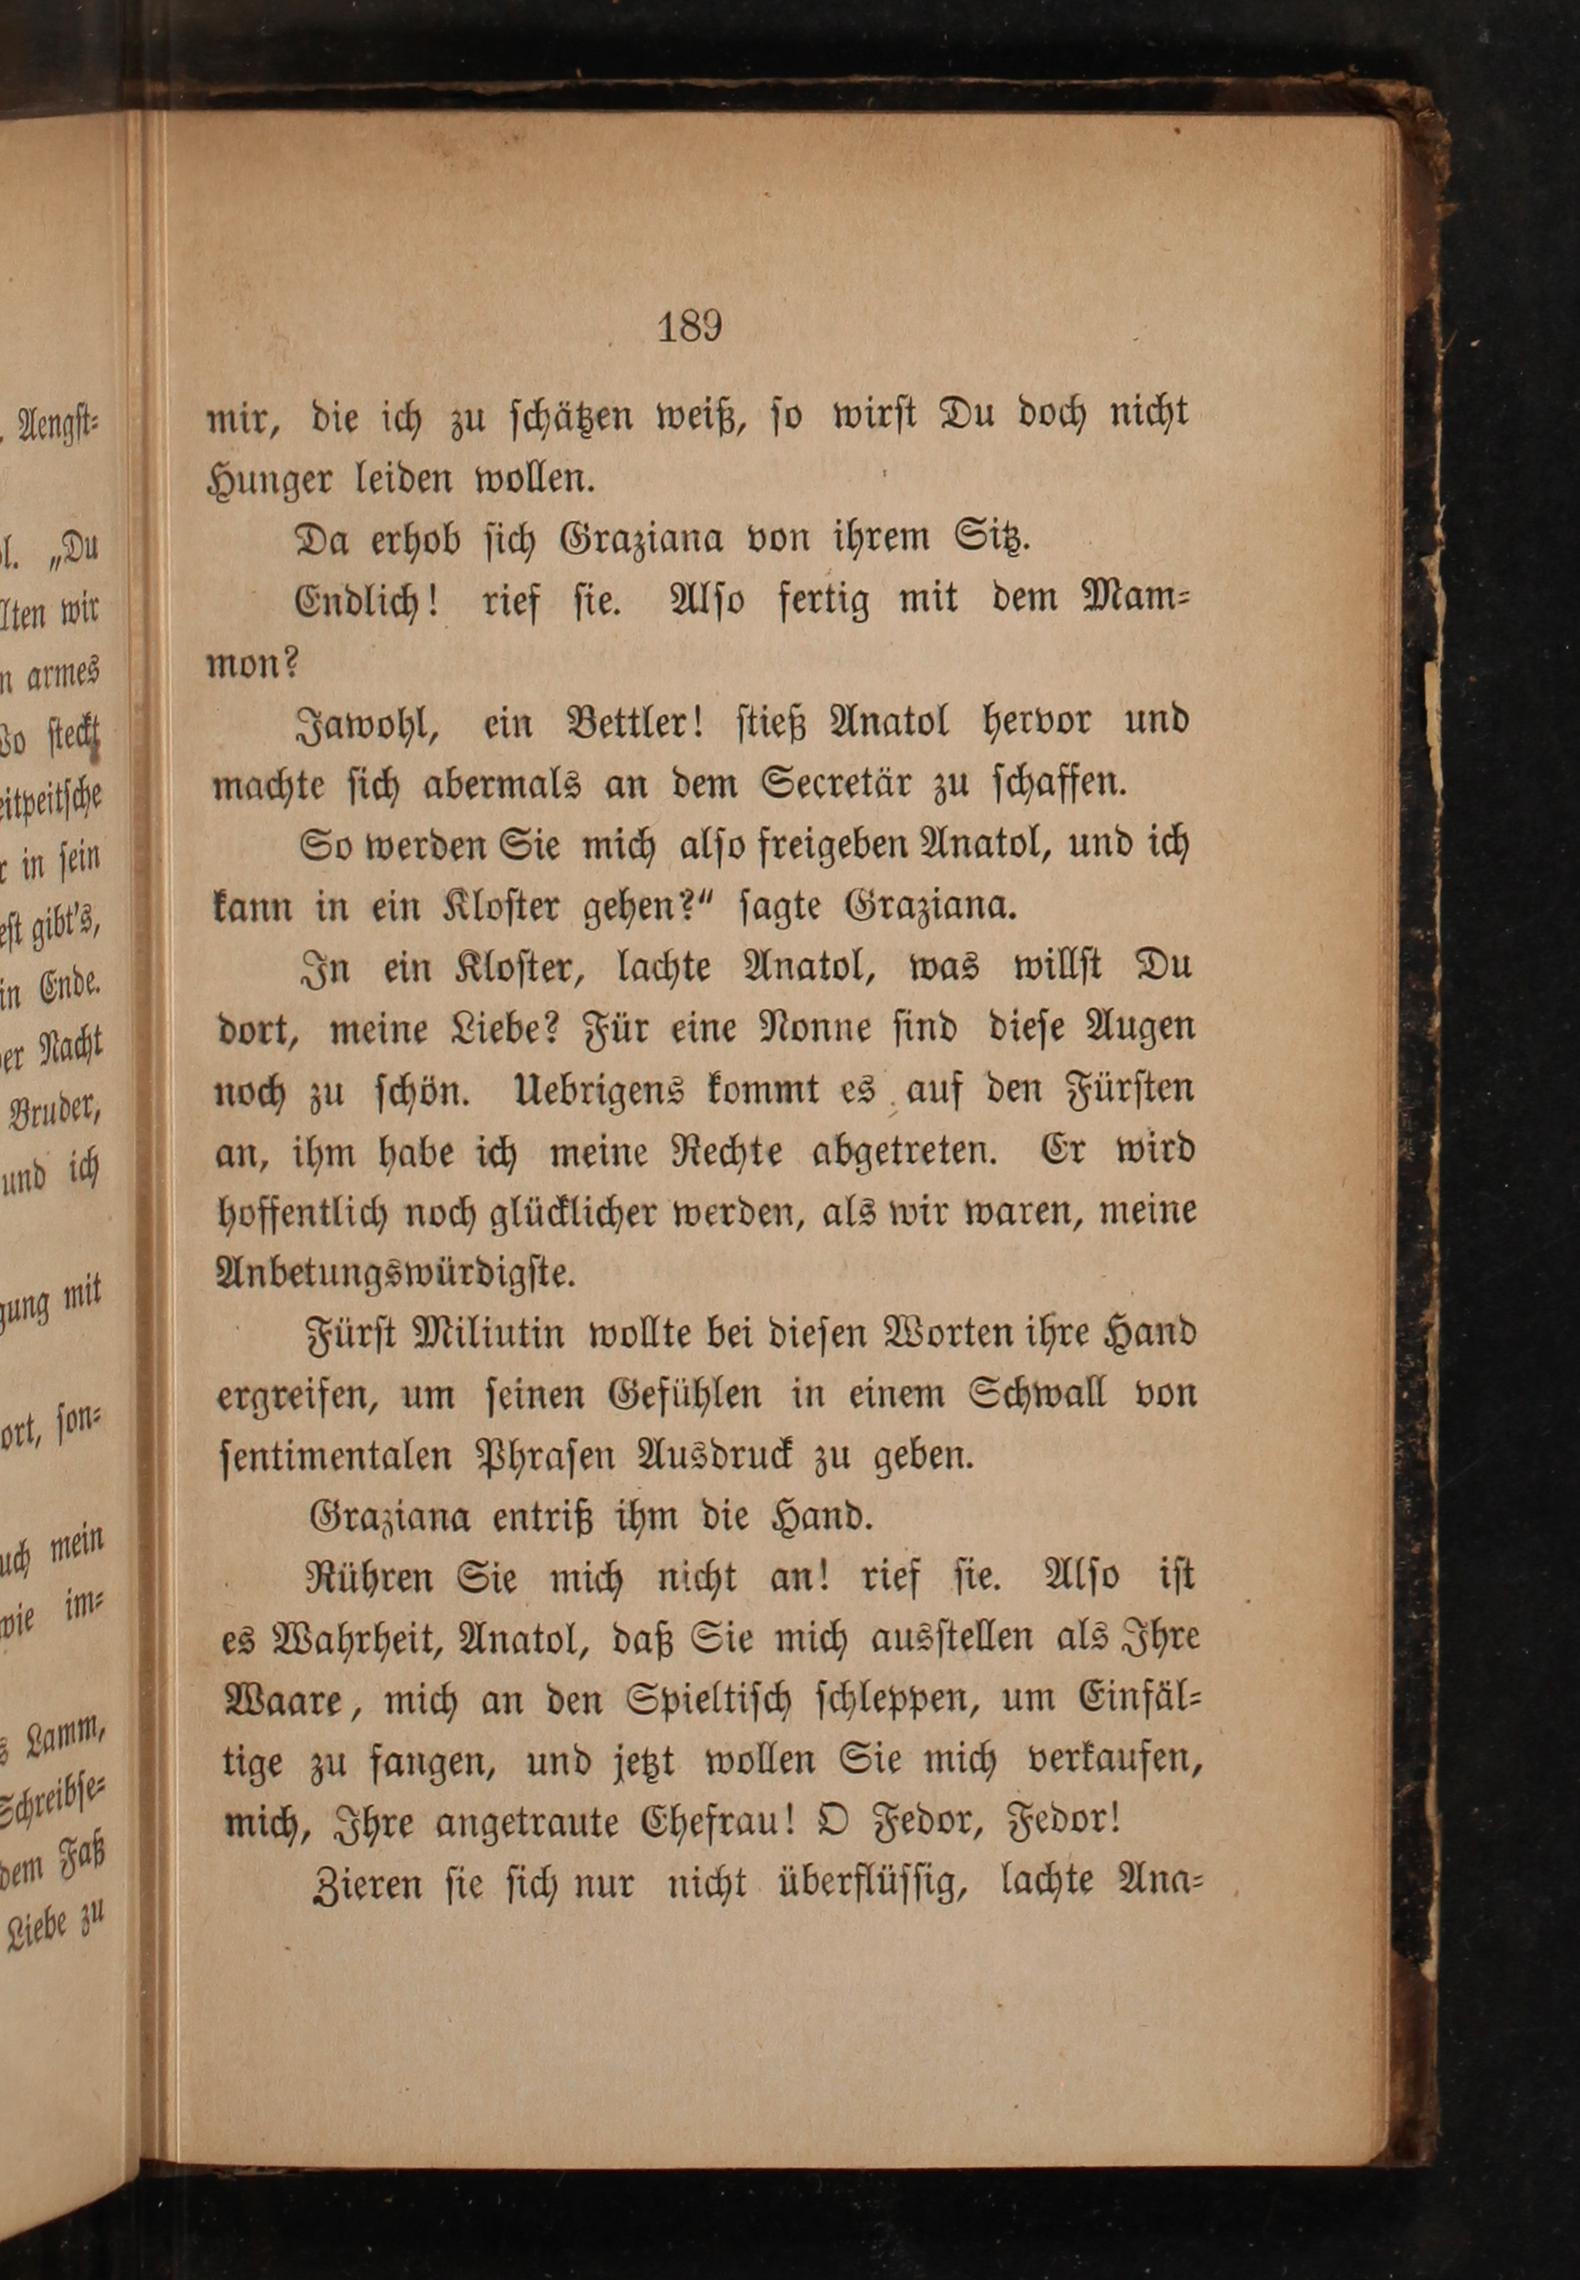 189
mir, die ich zu schätzen weiß, so wirst Du doch nicht
Hunger leiden wollen.
Da erhob sich Graziana von ihrem Sitz.
Endlich! rief sie. Also fertig mit dem Mam-
mon?
Jawohl, ein Bettler! stieß Anatol hervor und
machte sich abermals an dem Secretär zu schaffen.
So werden Sie mich also freigeben Anatol, und ich
kann in ein Kloster gehen?“ sagte Graziana.
In ein Kloster, lachte Anatol, was willst Du
dort, meine Liebe? Für eine Nonne sind diese Augen
noch zu schön. Uebrigens kommt es auf den Fürsten
an, ihm habe ich meine Rechte abgetreten. Er wird
hoffentlich noch glücklicher werden, als wir waren, meine
Anbetungswürdigste.
Fürst Miliutin wollte bei diesen Worten ihre Hand
ergreifen, um seinen Gefühlen in einem Schwall von
sentimentalen Phrasen Ausdruck zu geben.
Graziana entriß ihm die Hand.
Rühren Sie mich nicht an! rief sie. Also ist
es Wahrheit, Anatol, daß Sie mich ausstellen als Ihre
Waare, mich an den Spieltisch schleppen, um Einfäl-
tige zu fangen, und jetzt wollen Sie mich verkaufen,
mich, Ihre angetraute Ehefrau! O Fedor, Fedor!
Zieren sie sich nur nicht überflüssig, lachte Ana-